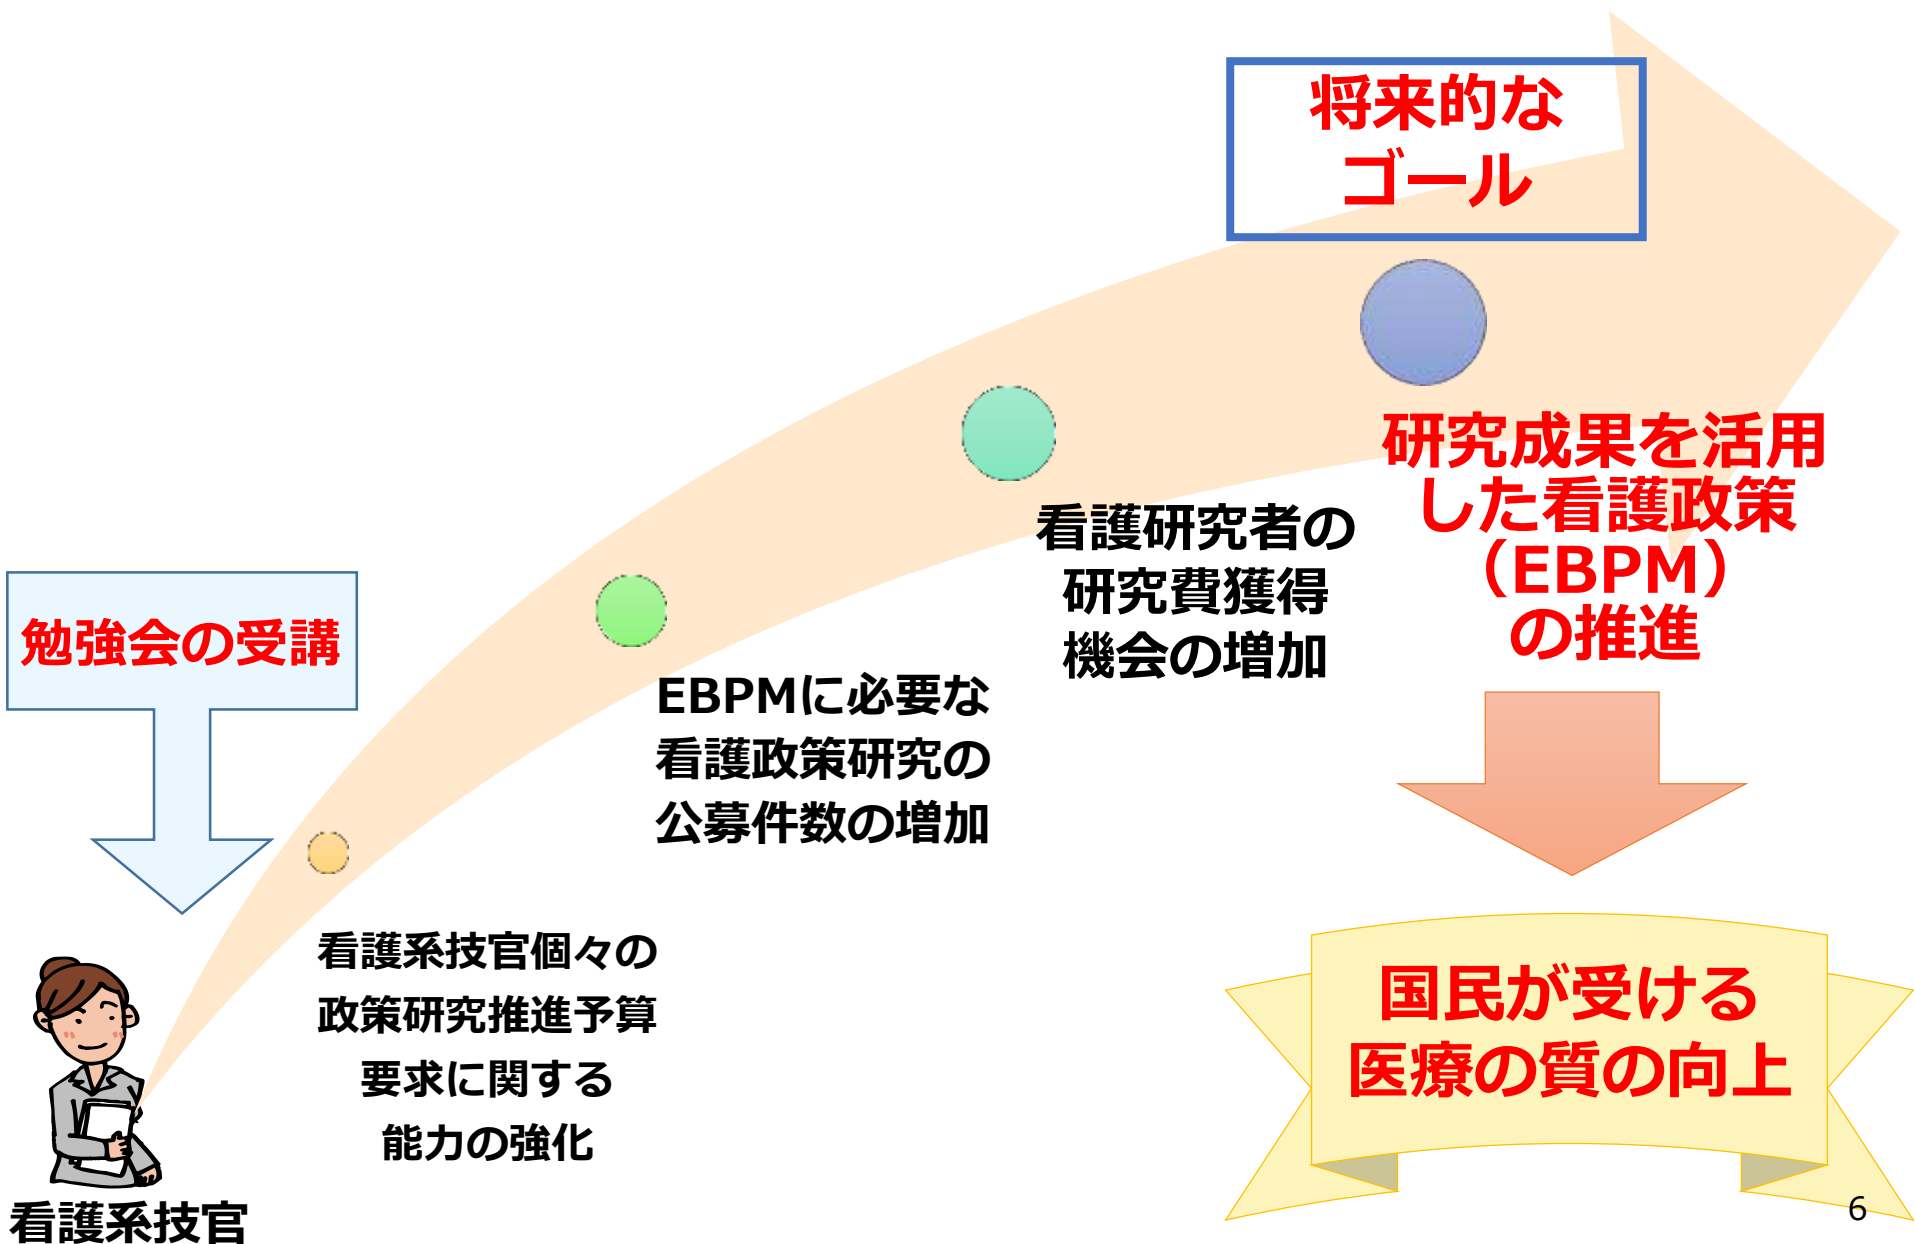 将来的な
ゴール
勉強会の受講
看護系技官
看護系技官個々の
政策研究推進予算
要求に関する
能力の強化
EBPMに必要な
看護政策研究の
公募件数の増加
看護研究者の
研究費獲得
機会の増加
研究成果を活用
した看護政策
（EBPM）
の推進
国民が受ける
医療の質の向上
6